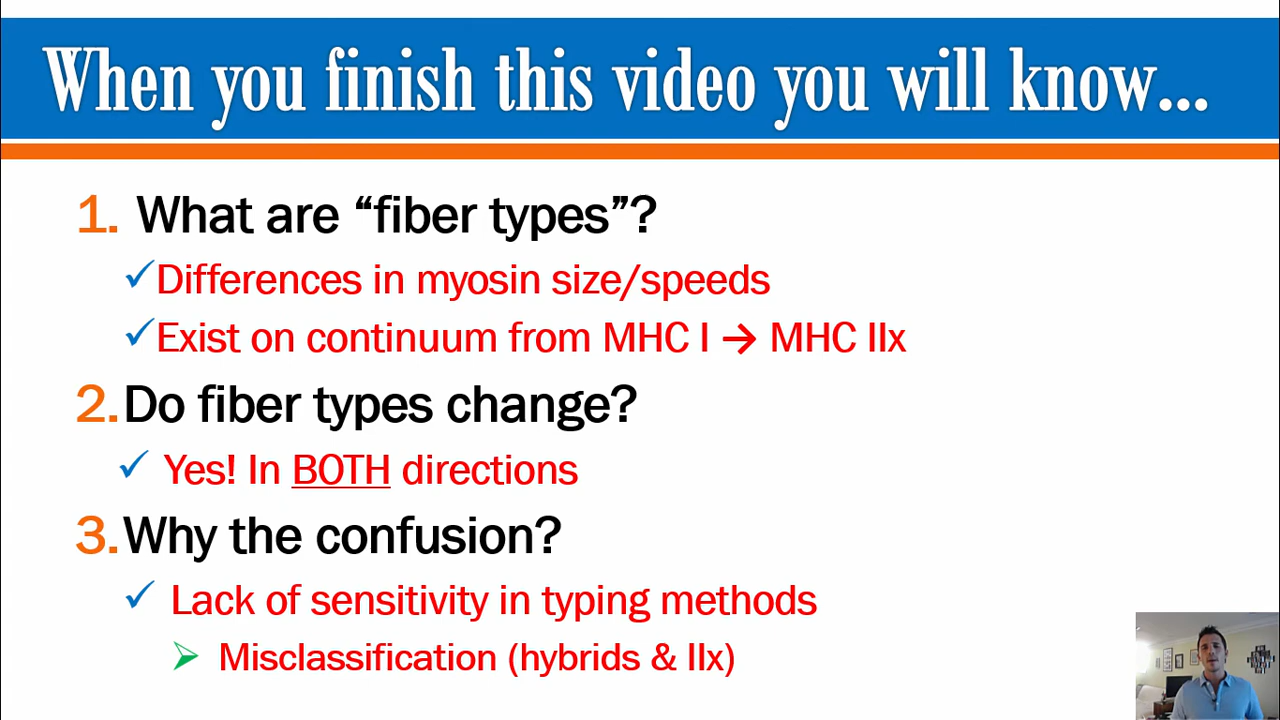 When you finish this video you will know...
1. What are “fiber types”?
✓Differences in myosin size/speeds
✓Exist on continuum from MHC I → MHC IIx
2. Do fiber types change?
✓ Yes! In BOTH directions
3. Why the confusion?
✓ Lack of sensitivity in typing methods
➢ Misclassification (hybrids & IIx)